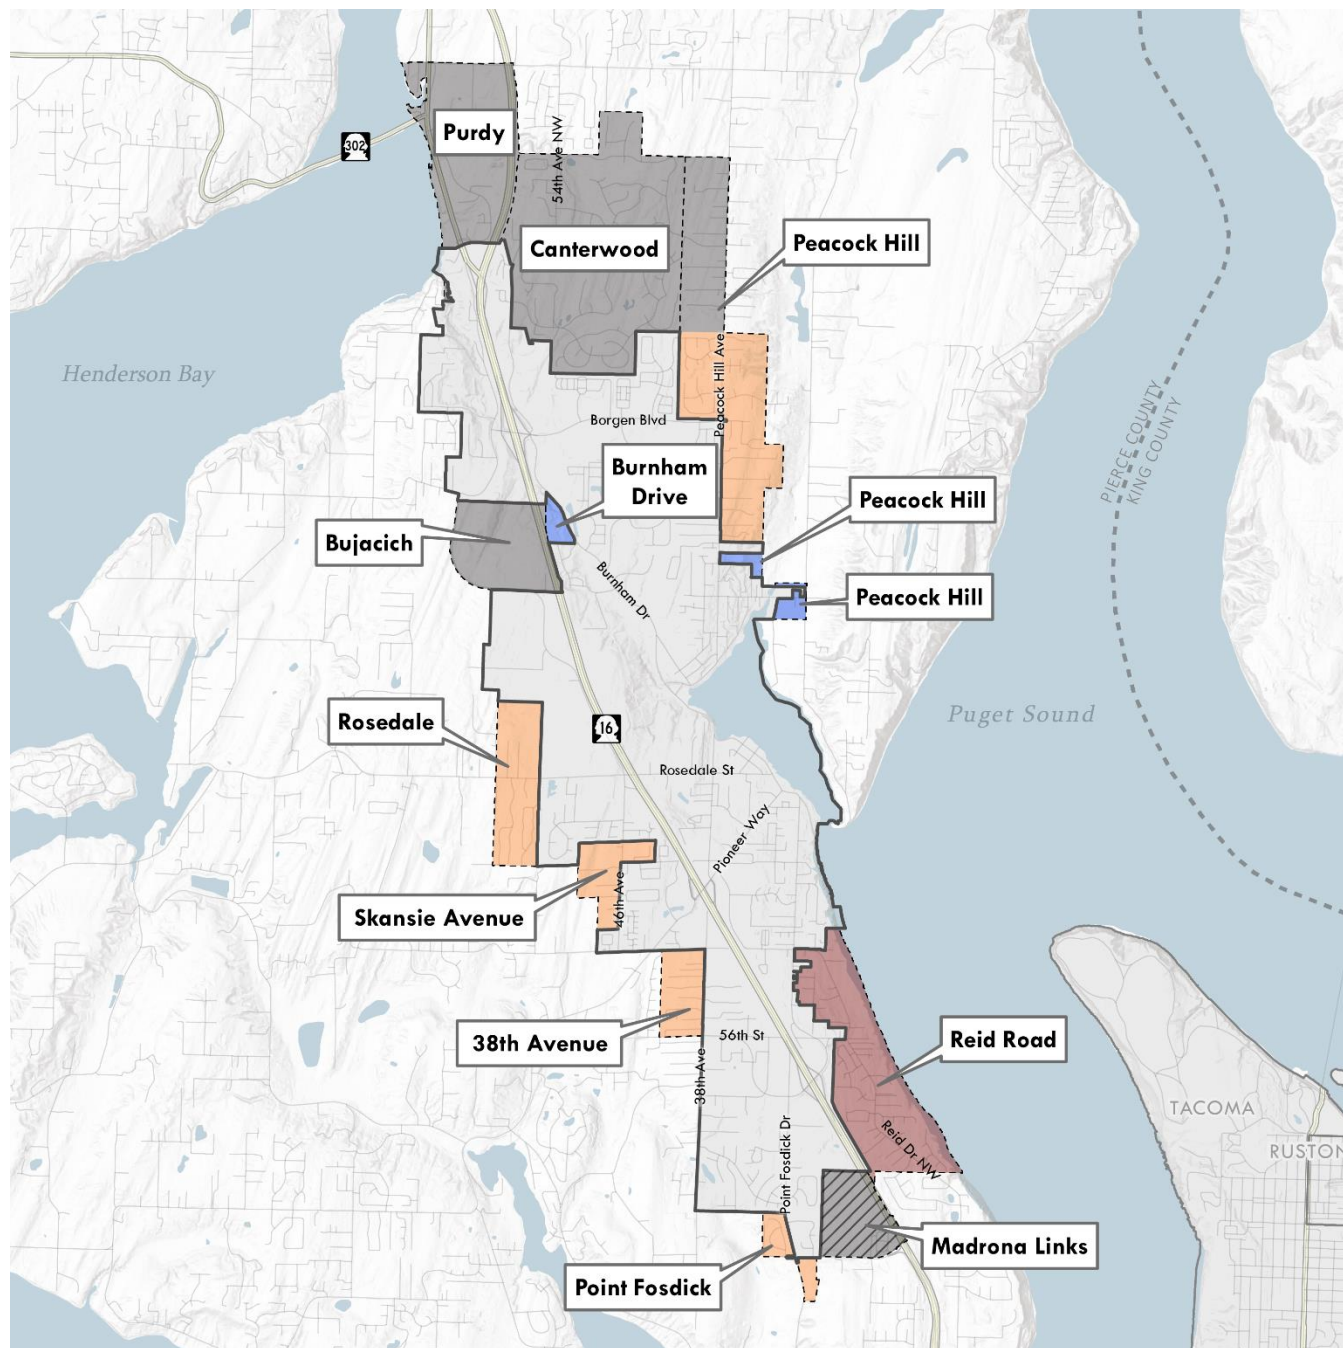 Purdy
302
54th Ave NW
Canterwood
Peacock Hill
Henderson Bay
Peacock Hill Ave
Borgen Blvd
PIERCE COUNTY
KING COUNTY
Burnham
Drive
Peacock Hill
Bujacich
Burnham Dr
Peacock Hill
Rosedale
16
Puget Sound
Rosedale St
Pioneer Way
Skansie Avenue
46th Ave
38th Avenue
56th St
Reid Road
38th Ave
TACOMA
Reid Dr NW
Point Fosdick Dr
RUSTON
Madrona Links
Point Fosdick